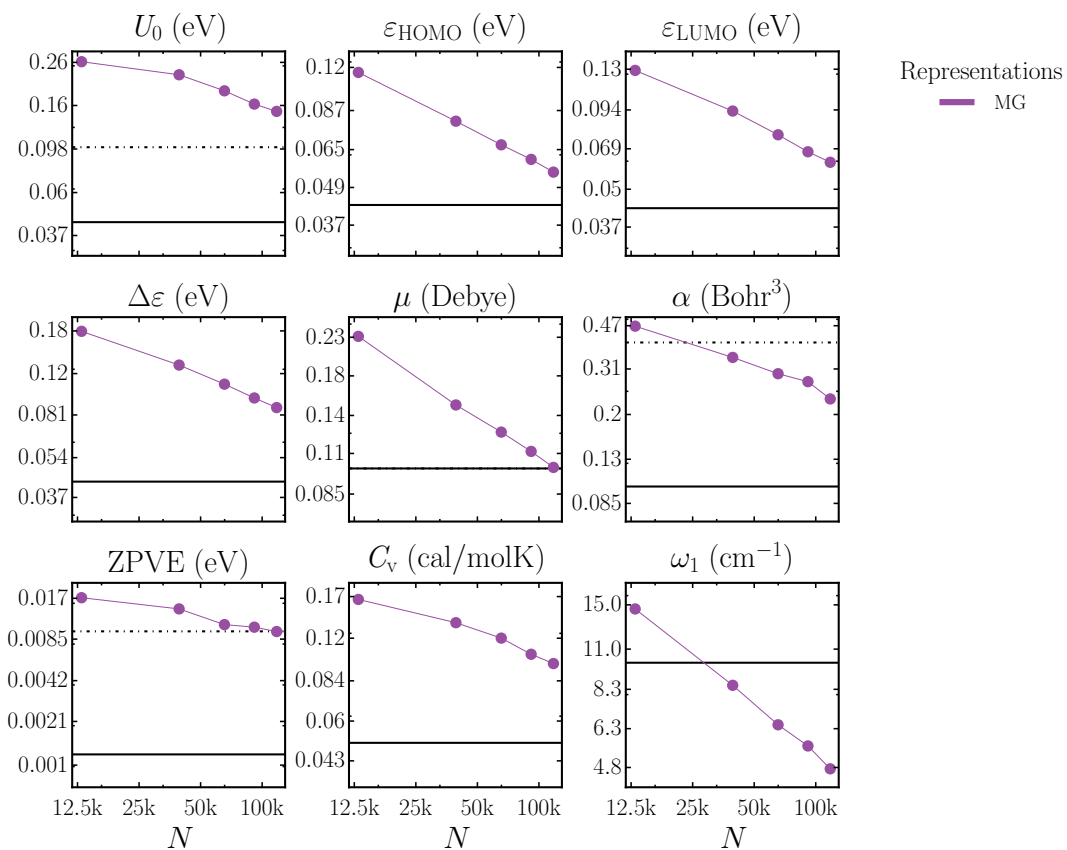 U₀ (eV)
0.26
0.16
0.098
0.06
0.037
ε_HOMO (eV)
0.12
0.087
0.065
0.049
0.037
ε_LUMO (eV)
0.13
0.094
0.069
0.05
0.037
Representations
MG
Δε (eV)
0.18
0.12
0.081
0.054
0.037
μ (Debye)
0.23
0.18
0.14
0.11
0.085
α (Bohr³)
0.47
0.31
0.2
0.13
0.085
ZPVE (eV)
0.017
0.0085
0.0042
0.0021
0.001
12.5k 25k 50k 100k
N
C_v (cal/molK)
0.17
0.12
0.084
0.06
0.043
12.5k 25k 50k 100k
N
ω₁ (cm⁻¹)
15.0
11.0
8.3
6.3
4.8
12.5k 25k 50k 100k
N